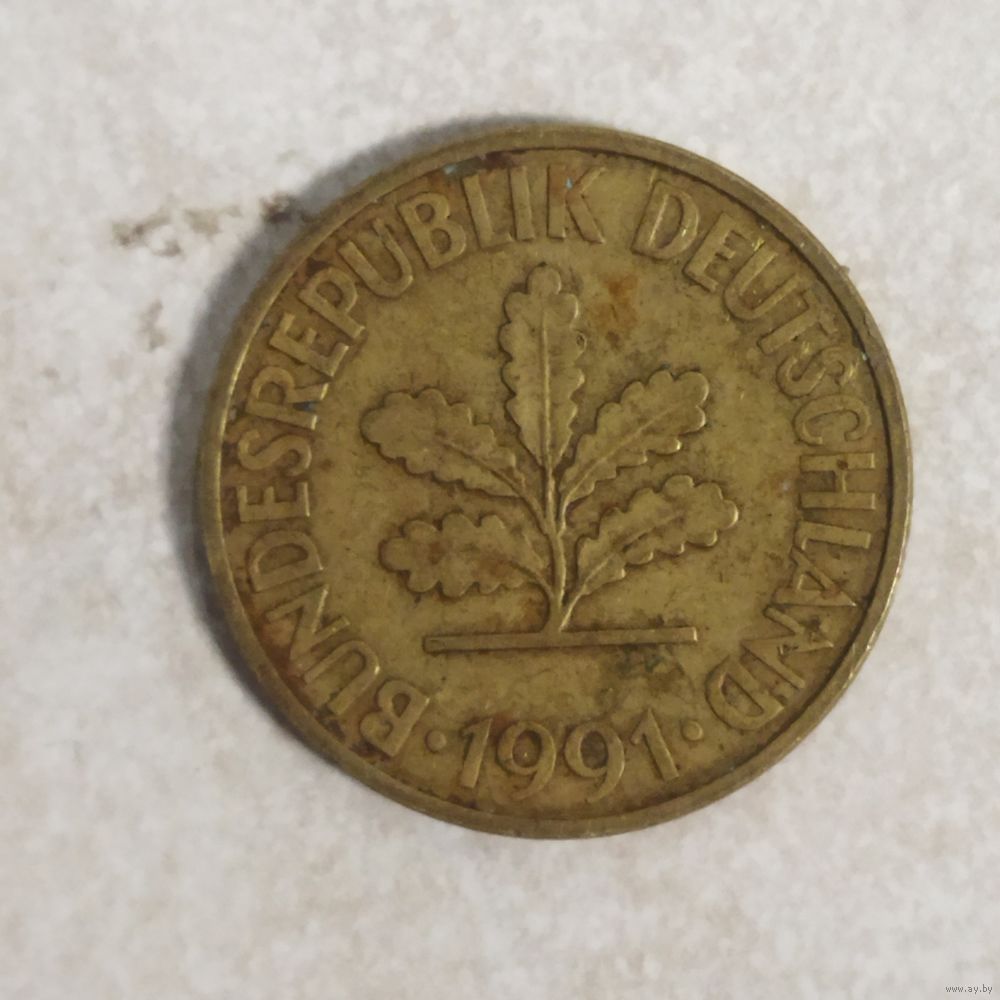 BUNDESREPUBLIK DEUTSCHLAND
· 1991 ·
www.ay.by